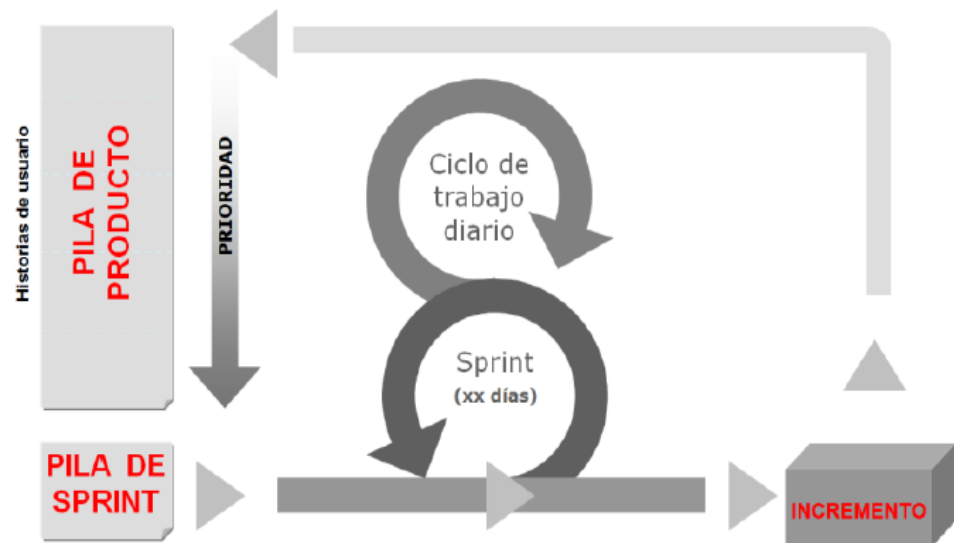 Historias de usuario
PILA DE
PRODUCTO
PRIORIDAD
Ciclo de
trabajo
diario
Sprint
(xx días)
PILA DE
SPRINT
INCREMENTO